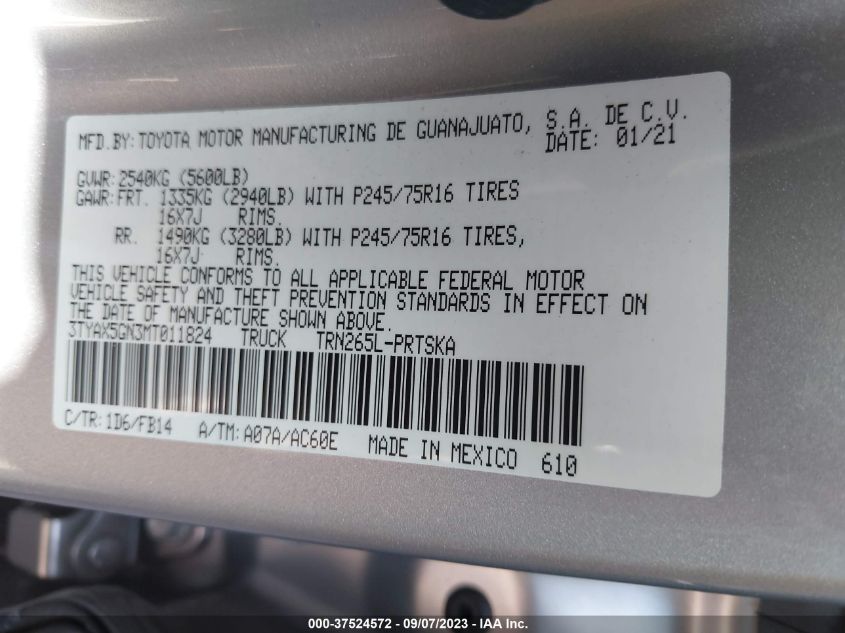 MFD.BY: TOYOTA MOTOR MANUFACTURING DE GUANAJUATO, S.A. DE C.V.
DATE: 01/21
GVWR: 2540KG (5600LB)
GAWR: FRT. 1335KG (2940LB) WITH P245/75R16 TIRES
16X7J RIMS.
RR. 1490KG (3280LB) WITH P245/75R16 TIRES,
16X7J RIMS.
THIS VEHICLE CONFORMS TO ALL APPLICABLE FEDERAL MOTOR
VEHICLE SAFETY AND THEFT PREVENTION STANDARDS IN EFFECT ON
THE DATE OF MANUFACTURE SHOWN ABOVE.
3TYAX5GN3MT011824 TRUCK TRN265L-PRTSKA
C/TR: 1D6/FB14 A/TM: A07A/AC60E MADE IN MEXICO 610
000-37524572 - 09/07/2023 - IAA Inc.